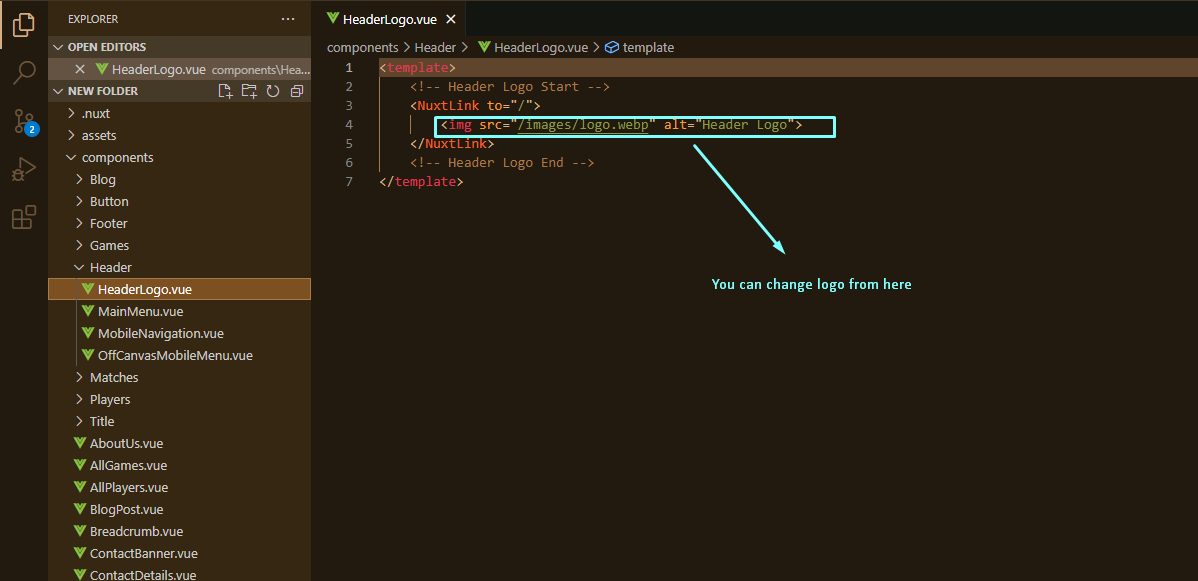 EXPLORER
OPEN EDITORS
HeaderLogo.vue components\Hea...
NEW FOLDER
.nuxt
assets
components
Blog
Button
Footer
Games
Header
HeaderLogo.vue
MainMenu.vue
MobileNavigation.vue
OffCanvasMobileMenu.vue
Matches
Players
Title
AboutUs.vue
AllGames.vue
AllPlayers.vue
BlogPost.vue
Breadcrumb.vue
ContactBanner.vue
ContactDetails.vue
2
HeaderLogo.vue
components > Header > HeaderLogo.vue > template
1 <template>
2 <!-- Header Logo Start -->
3 <NuxtLink to="/">
4 <img src="/images/logo.webp" alt="Header Logo">
5 </NuxtLink>
6 <!-- Header Logo End -->
7 </template>
You can change logo from here